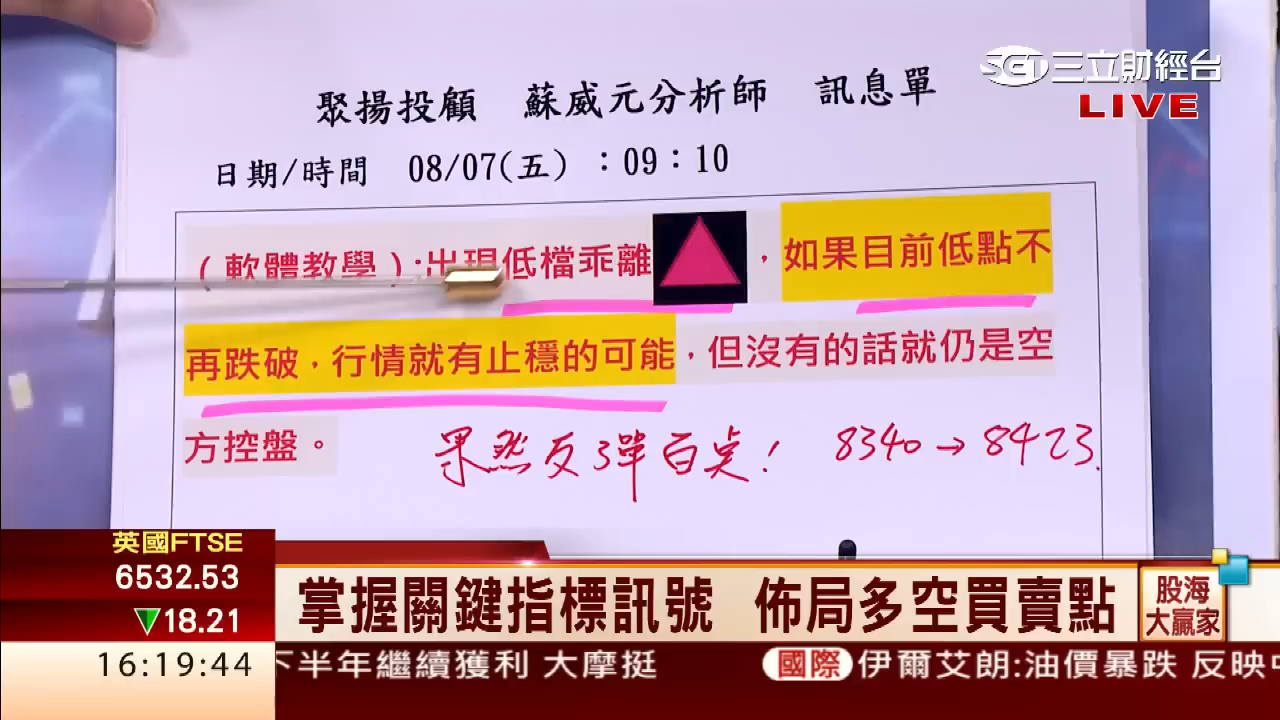 三立財經台
LIVE
聚揚投顧 蘇威元分析師 訊息單
日期/時間 08/07(五) :09:10
(軟體教學):出現低檔乖離 ,如果目前低點不
再跌破,行情就有止穩的可能,但沒有的話就仍是空
方控盤。
果然反彈百點! 8340→8423.
英國FTSE
6532.53
▼18.21
掌握關鍵指標訊號 佈局多空買賣點
股海
大贏家
16:19:44
下半年繼續獲利 大摩挺 國際 伊爾艾朗:油價暴跌 反映